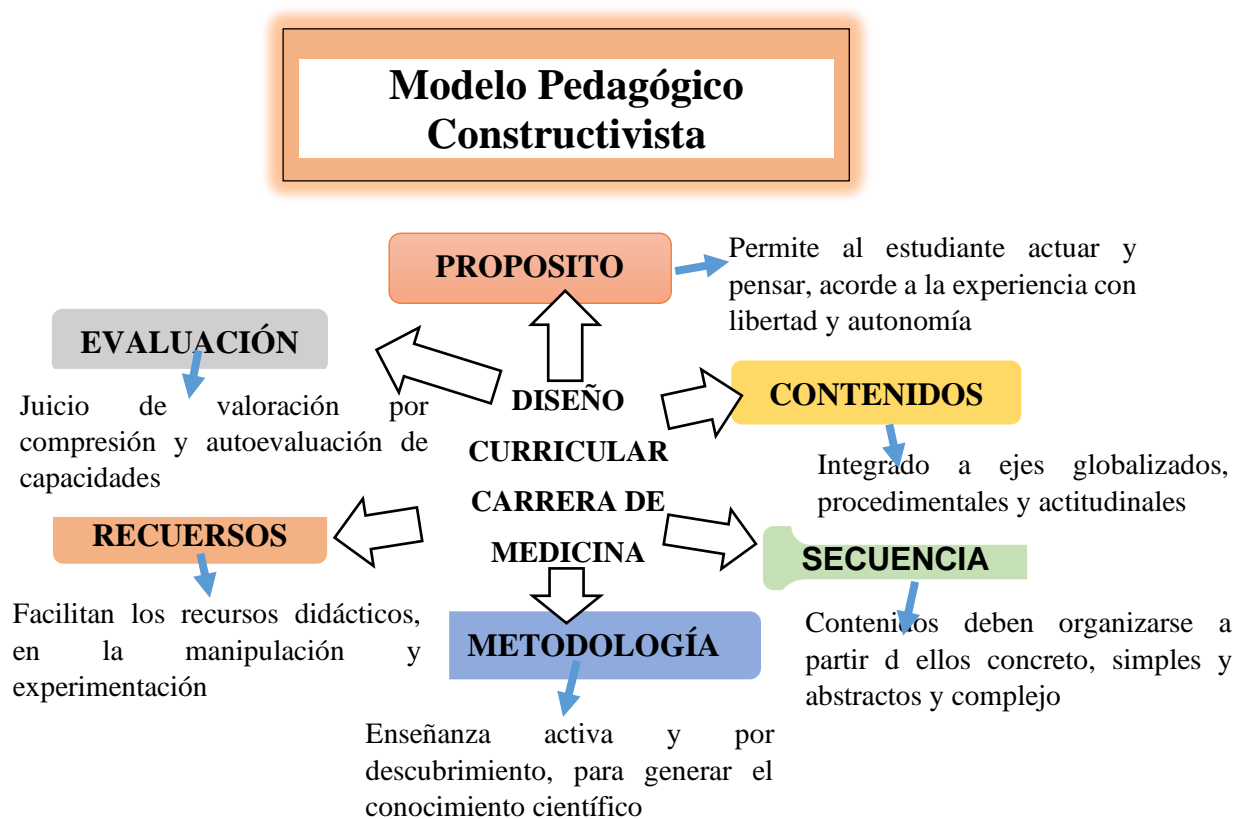 Modelo Pedagógico
Constructivista
PROPOSITO
Permite al estudiante actuar y
pensar, acorde a la experiencia con
libertad y autonomía
EVALUACIÓN
Juicio de valoración por
compresión y autoevaluación de
capacidades
DISEÑO
CURRICULAR
CARRERA DE
MEDICINA
CONTENIDOS
Integrado a ejes globalizados,
procedimentales y actitudinales
RECUERSOS
Facilitan los recursos didácticos,
en la manipulación y
experimentación
SECUENCIA
Contenidos deben organizarse a
partir d ellos concreto, simples y
abstractos y complejo
METODOLOGÍA
Enseñanza activa y por
descubrimiento, para generar el
conocimiento científico